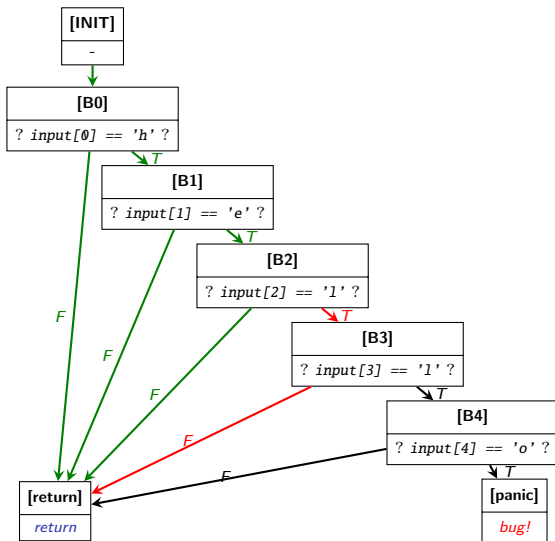 [INIT]
-
[B0]
? input[0] == 'h' ?
T
[B1]
? input[1] == 'e' ?
T
[B2]
? input[2] == 'l' ?
F
T
[B3]
F
? input[3] == 'l' ?
F
T
[B4]
F
? input[4] == 'o' ?
F
T
[return]
[panic]
return
bug!